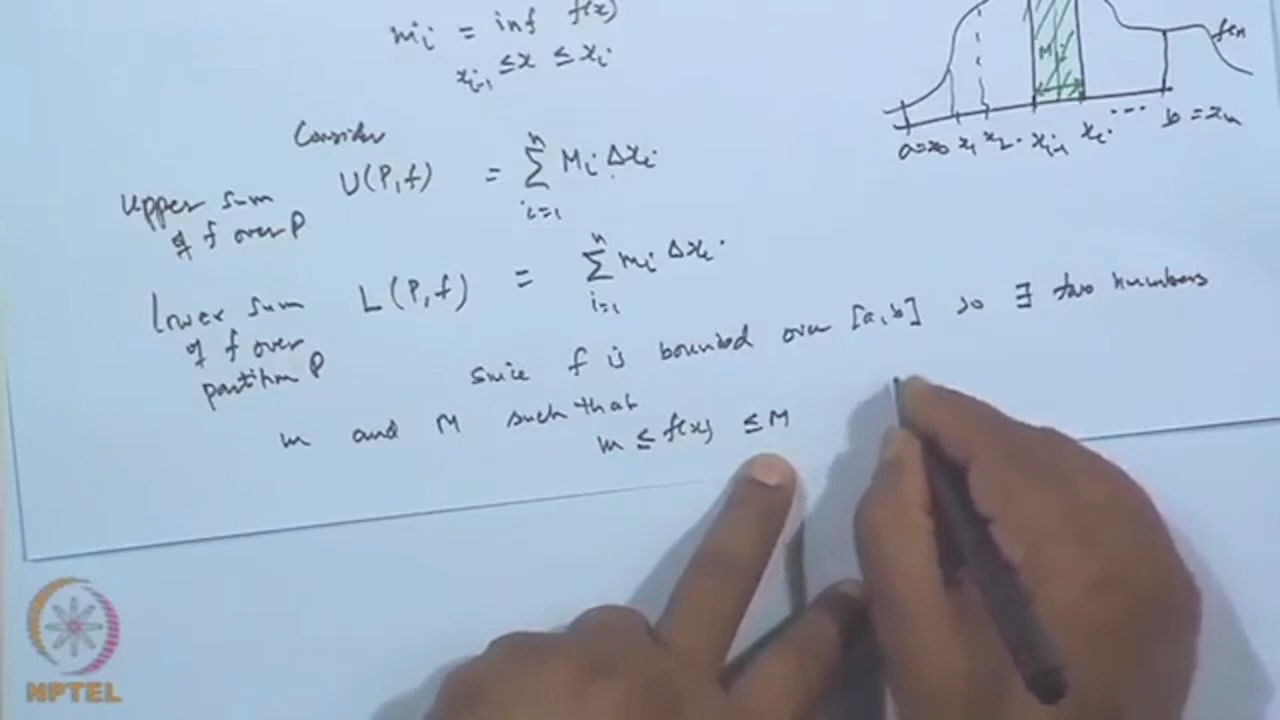 mᵢ = inf f(x)
xᵢ₋₁ ≤ x ≤ xᵢ
Consider
Upper sum of f over P U(P,f) = Σ Mᵢ Δxᵢ
n
i=1
Lower sum of f over partition P L(P,f) = Σ mᵢ Δxᵢ.
n
i=1
Since f is bounded over [a,b] so ∃ two numbers
m and M such that
m ≤ f(x) ≤ M
Mᵢ
f(x)
a=x₀ x₁ x₂ . xᵢ₋₁ xᵢ ... b=xₙ
NPTEL